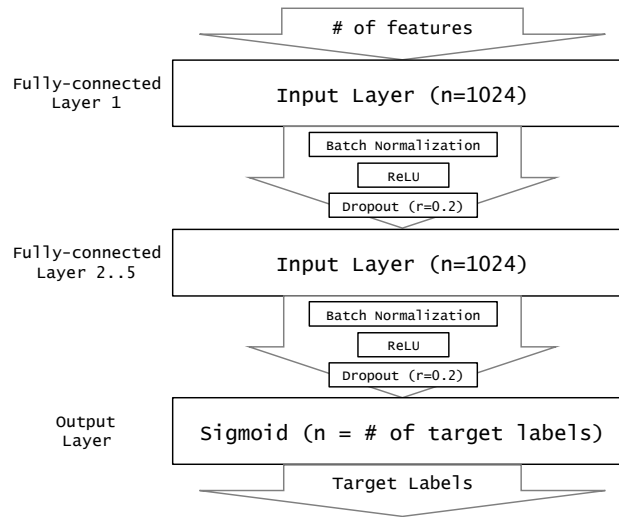 # of features
Fully-connected
Layer 1
Input Layer (n=1024)
Batch Normalization
ReLU
Dropout (r=0.2)
Fully-connected
Layer 2..5
Input Layer (n=1024)
Batch Normalization
ReLU
Dropout (r=0.2)
Output
Layer
Sigmoid (n = # of target labels)
Target Labels